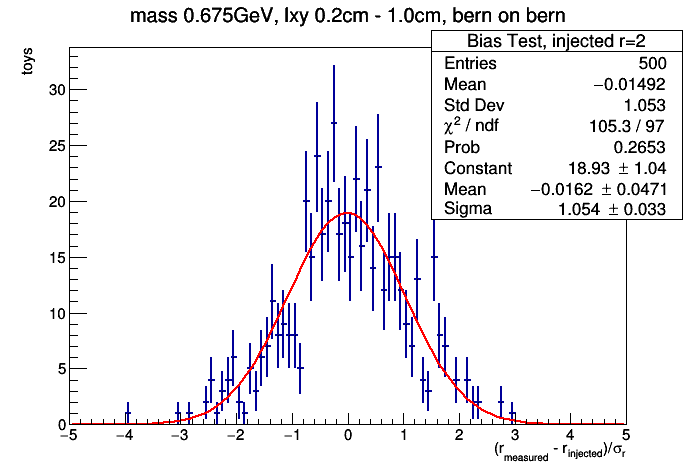 mass 0.675GeV, lxy 0.2cm - 1.0cm, bern on bern
toys
Bias Test, injected r=2
Entries 500
Mean −0.01492
Std Dev 1.053
χ² / ndf 105.3 / 97
Prob 0.2653
Constant 18.93 ± 1.04
Mean −0.0162 ± 0.0471
Sigma 1.054 ± 0.033
30
25
20
15
10
5
0
−5 −4 −3 −2 −1 0 1 2 3 4 5
(r_measured - r_injected)/σ_r